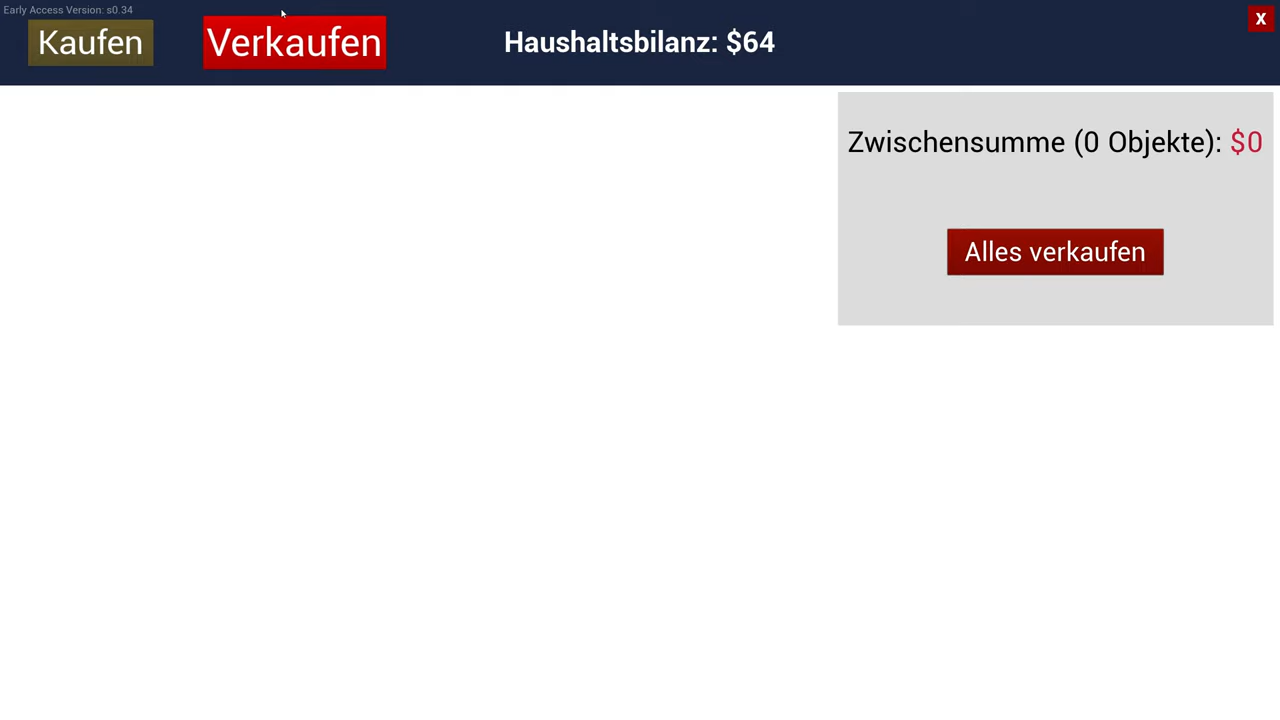 Early Access Version: s0.34
Kaufen
Verkaufen
Haushaltsbilanz: $64
X
Zwischensumme (0 Objekte): $0
Alles verkaufen